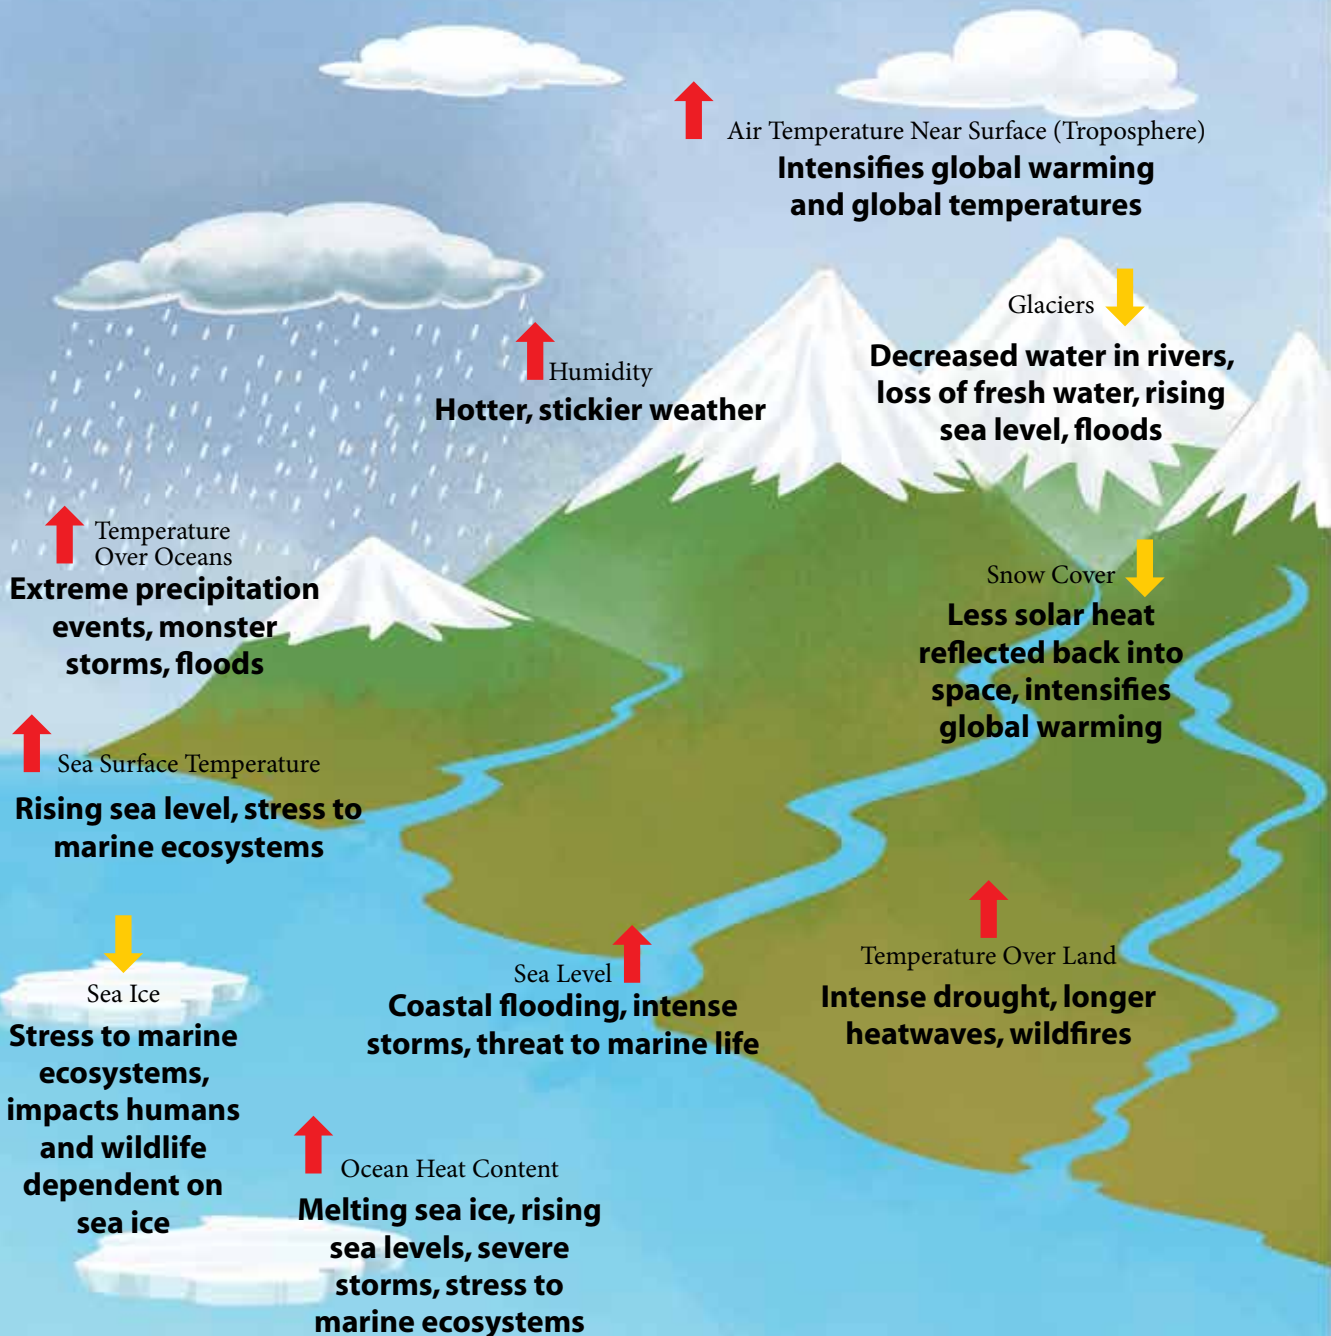 Air Temperature Near Surface (Troposphere)
Intensifies global warming
and global temperatures
Glaciers
Decreased water in rivers,
loss of fresh water, rising
sea level, floods
Humidity
Hotter, stickier weather
Temperature
Over Oceans
Extreme precipitation
events, monster
storms, floods
Snow Cover
Less solar heat
reflected back into
space, intensifies
global warming
Sea Surface Temperature
Rising sea level, stress to
marine ecosystems
Temperature Over Land
Intense drought, longer
heatwaves, wildfires
Sea Level
Coastal flooding, intense
storms, threat to marine life
Sea Ice
Stress to marine
ecosystems,
impacts humans
and wildlife
dependent on
sea ice
Ocean Heat Content
Melting sea ice, rising
sea levels, severe
storms, stress to
marine ecosystems